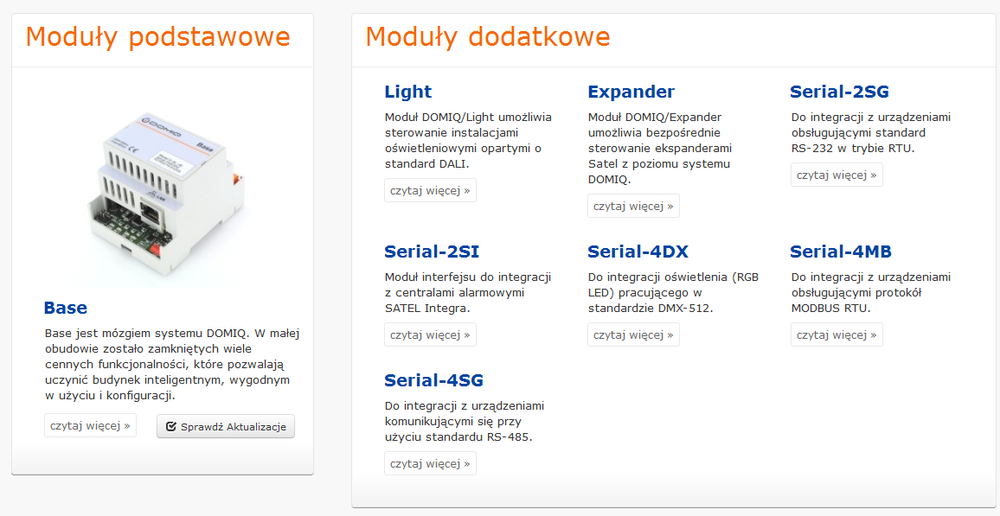 Moduły podstawowe
DOMIQ
Base
LAN
Base
Base jest mózgiem systemu DOMIQ. W małej
obudowie zostało zamkniętych wiele
cennych funkcjonalności, które pozwalają
uczynić budynek inteligentnym, wygodnym
w użyciu i konfiguracji.
czytaj więcej »
Sprawdź Aktualizacje
Moduły dodatkowe
Light
Moduł DOMIQ/Light umożliwia
sterowanie instalacjami
oświetleniowymi opartymi o
standard DALI.
czytaj więcej »
Expander
Moduł DOMIQ/Expander
umożliwia bezpośrednie
sterowanie ekspanderami
Satel z poziomu systemu
DOMIQ.
czytaj więcej »
Serial-2SG
Do integracji z urządzeniami
obsługującymi standard
RS-232 w trybie RTU.
czytaj więcej »
Serial-2SI
Moduł interfejsu do integracji
z centralami alarmowymi
SATEL Integra.
czytaj więcej »
Serial-4DX
Do integracji oświetlenia (RGB
LED) pracującego w
standardzie DMX-512.
czytaj więcej »
Serial-4MB
Do integracji z urządzeniami
obsługującymi protokół
MODBUS RTU.
czytaj więcej »
Serial-4SG
Do integracji z urządzeniami
komunikującymi się przy
użyciu standardu RS-485.
czytaj więcej »